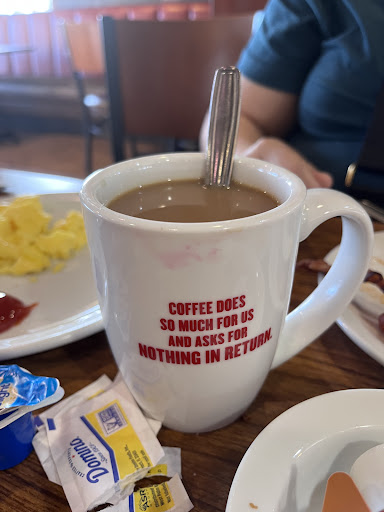 COFFEE DOES
SO MUCH FOR US
AND ASKS FOR
NOTHING IN RETURN.
Domino